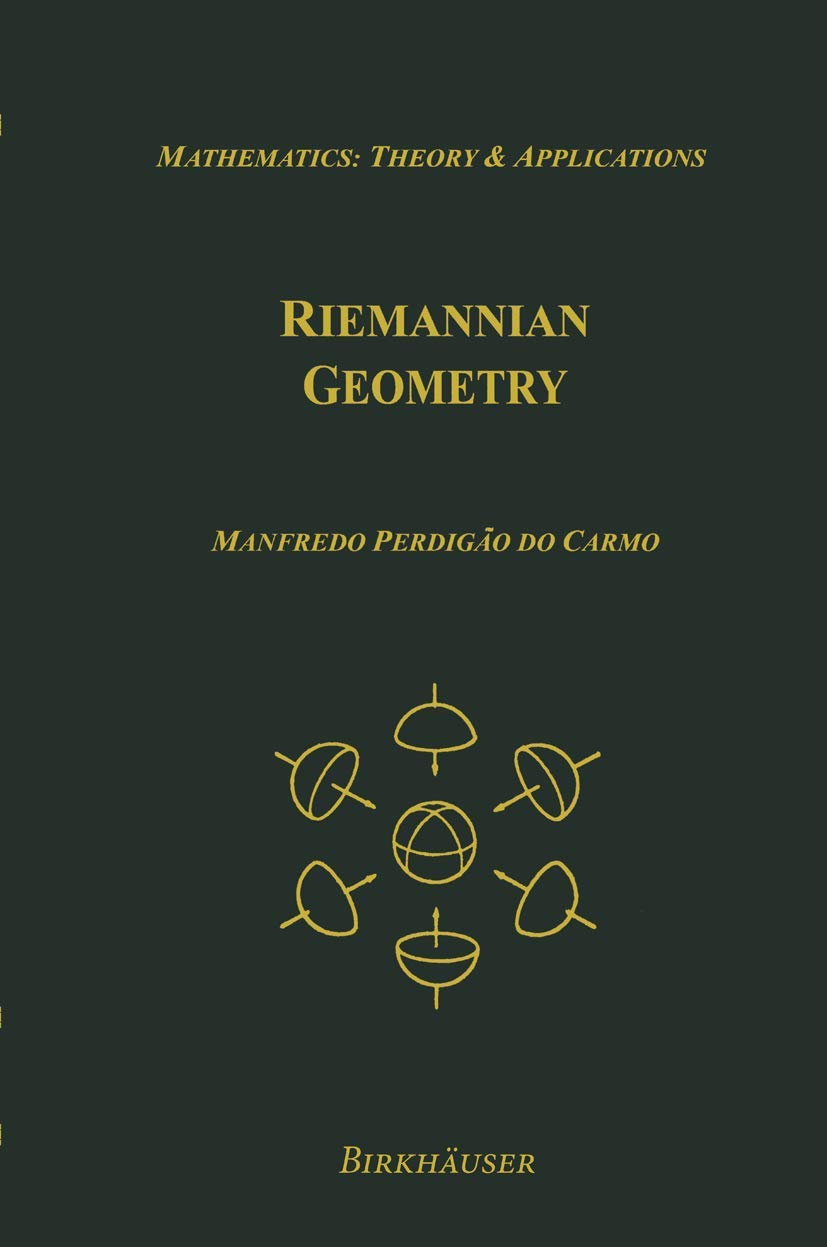 MATHEMATICS: THEORY & APPLICATIONS
RIEMANNIAN
GEOMETRY
MANFREDO PERDIGÃO DO CARMO
BIRKHÄUSER